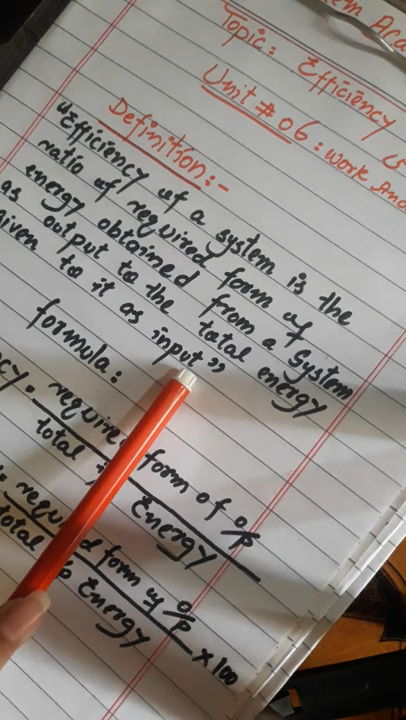 Topic: Efficiency
Unit # 06: Work And
Definition:-
"Efficiency of a system is the
ratio of required form of
energy obtained from a system
as output to the total energy
given to it as input"
formula:
required form of o/p
total Energy
required form of o/p
total Energy × 100